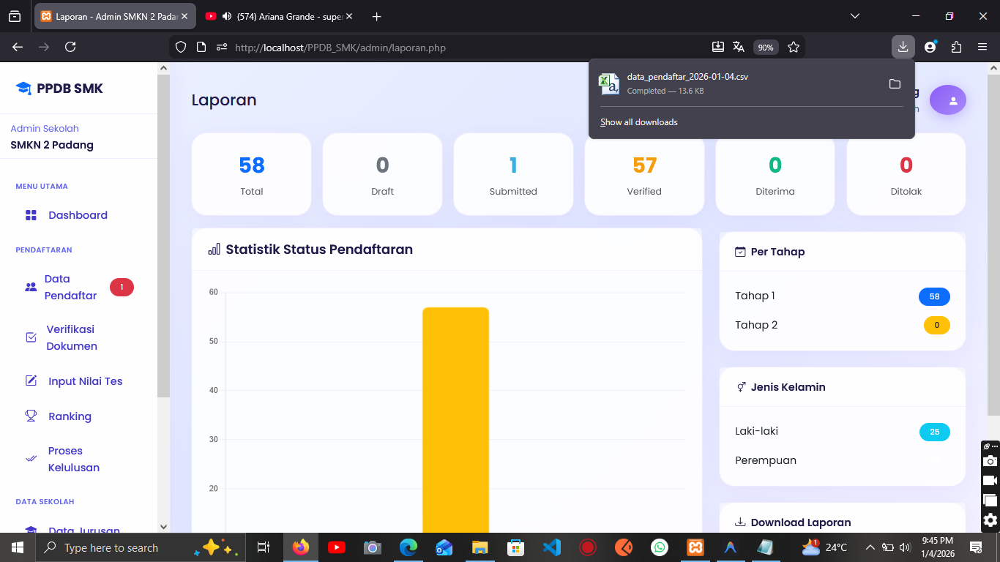 Laporan - Admin SMKN 2 Padan
(574) Ariana Grande - super
http://localhost/PPDB_SMK/admin/laporan.php
90%
data_pendaftar_2026-01-04.csv
Completed — 13.6 KB
Show all downloads
PPDB SMK
Admin Sekolah
SMKN 2 Padang
MENU UTAMA
Dashboard
PENDAFTARAN
Data
Pendaftar
1
Verifikasi
Dokumen
Input Nilai Tes
Ranking
Proses
Kelulusan
DATA SEKOLAH
Data Jurusan
Laporan
58
Total
0
Draft
1
Submitted
57
Verified
0
Diterima
0
Ditolak
Statistik Status Pendaftaran
60
50
40
30
20
Per Tahap
Tahap 1
58
Tahap 2
0
Jenis Kelamin
Laki-laki
25
Perempuan
Download Laporan
Type here to search
1
24°C
9:45 PM
1/4/2026